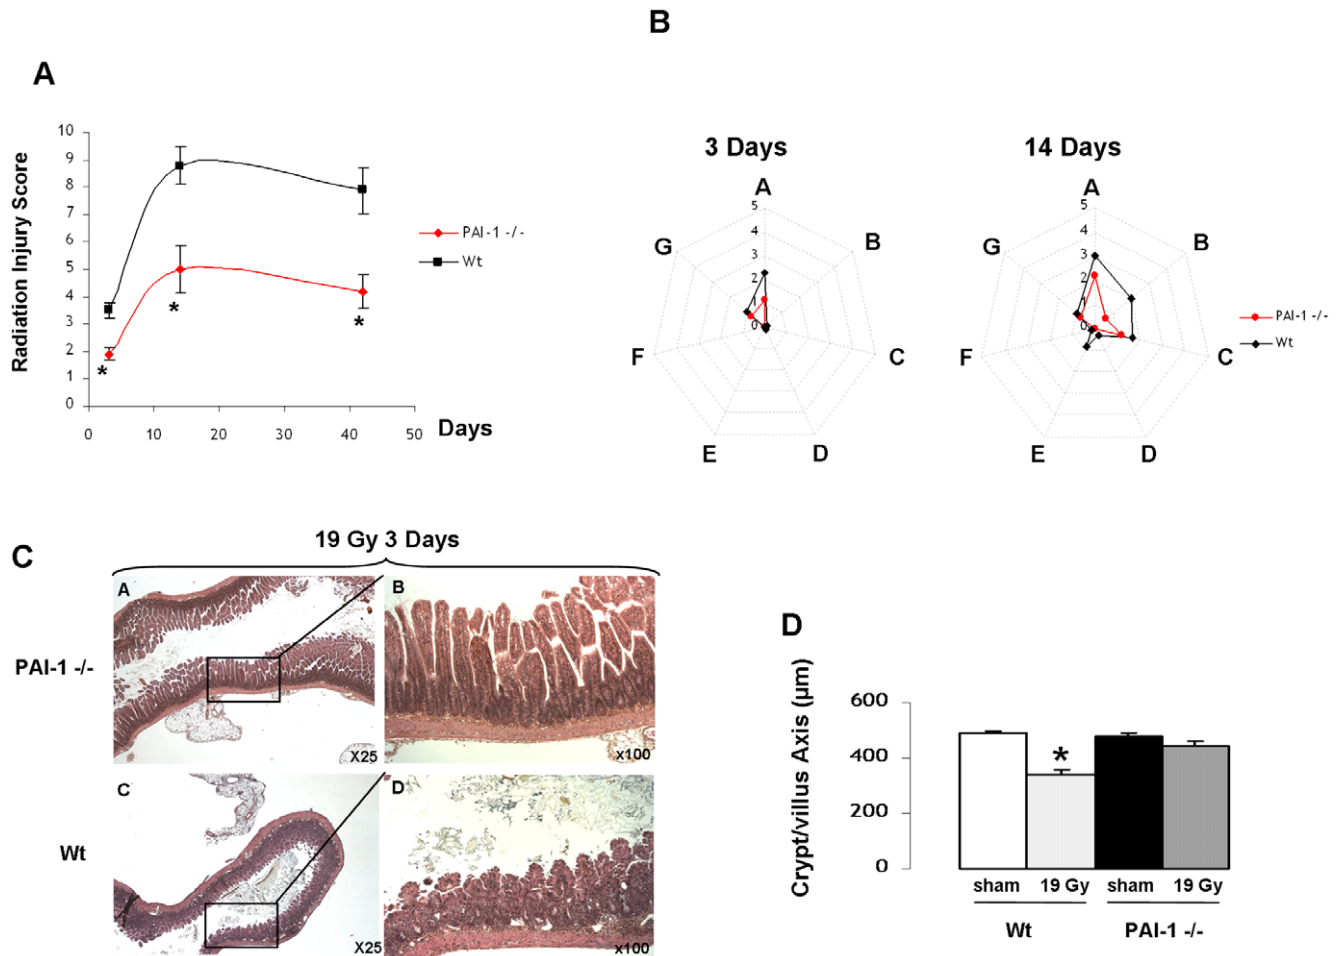 B
A
Radiation Injury Score
10
9
8
7
6
5
4
3
2
1
0
*
*
*
0
10
20
30
40
50
Days
PAI-1 -/-
Wt
3 Days
A
B
C
D
E
F
G
5
4
3
2
1
0
14 Days
A
B
C
D
E
F
G
5
4
3
2
1
0
PAI-1 -/-
Wt
C
19 Gy 3 Days
PAI-1 -/-
A
X25
B
x100
Wt
C
X25
D
x100
D
Crypt/villus Axis (µm)
600
400
200
0
*
sham
19 Gy
sham
19 Gy
Wt
PAI-1 -/-